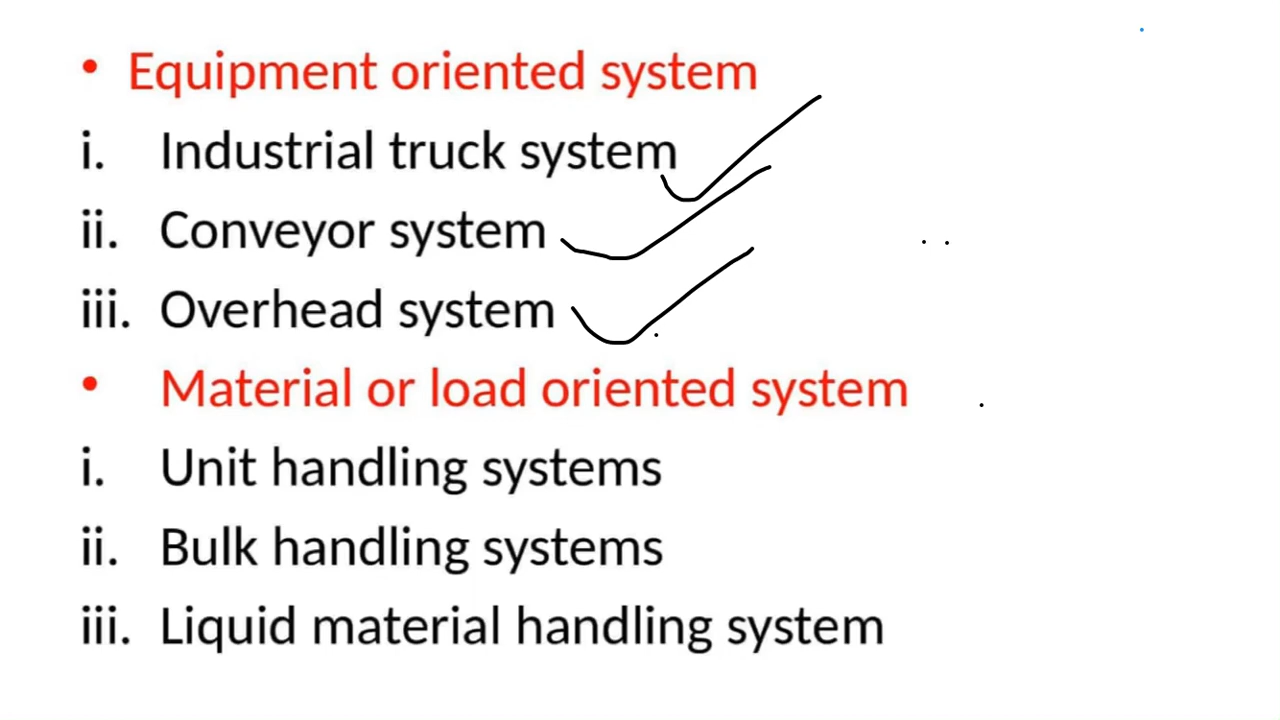 • Equipment oriented system
i. Industrial truck system
ii. Conveyor system
iii. Overhead system
• Material or load oriented system
i. Unit handling systems
ii. Bulk handling systems
iii. Liquid material handling system